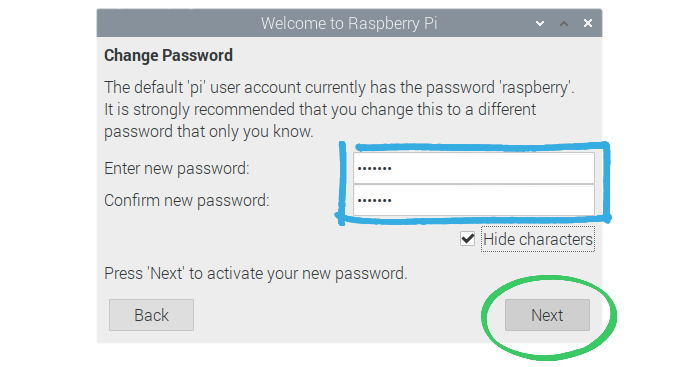 Welcome to Raspberry Pi
Change Password
The default 'pi' user account currently has the password 'raspberry'.
It is strongly recommended that you change this to a different
password that only you know.
Enter new password: •••••••
Confirm new password: •••••••
Hide characters
Press 'Next' to activate your new password.
Back Next